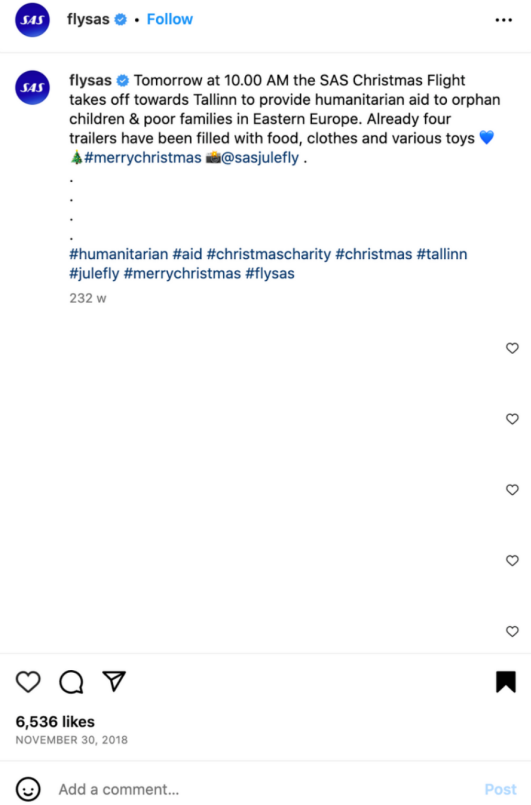 SAS flysas • Follow ...
SAS flysas Tomorrow at 10.00 AM the SAS Christmas Flight
takes off towards Tallinn to provide humanitarian aid to orphan
children & poor families in Eastern Europe. Already four
trailers have been filled with food, clothes and various toys 💙
🎄#merrychristmas 📸@sasjulefly .
.
.
.
.
#humanitarian #aid #christmascharity #christmas #tallinn
#julefly #merrychristmas #flysas
232 w
6,536 likes
NOVEMBER 30, 2018
Add a comment...
Post